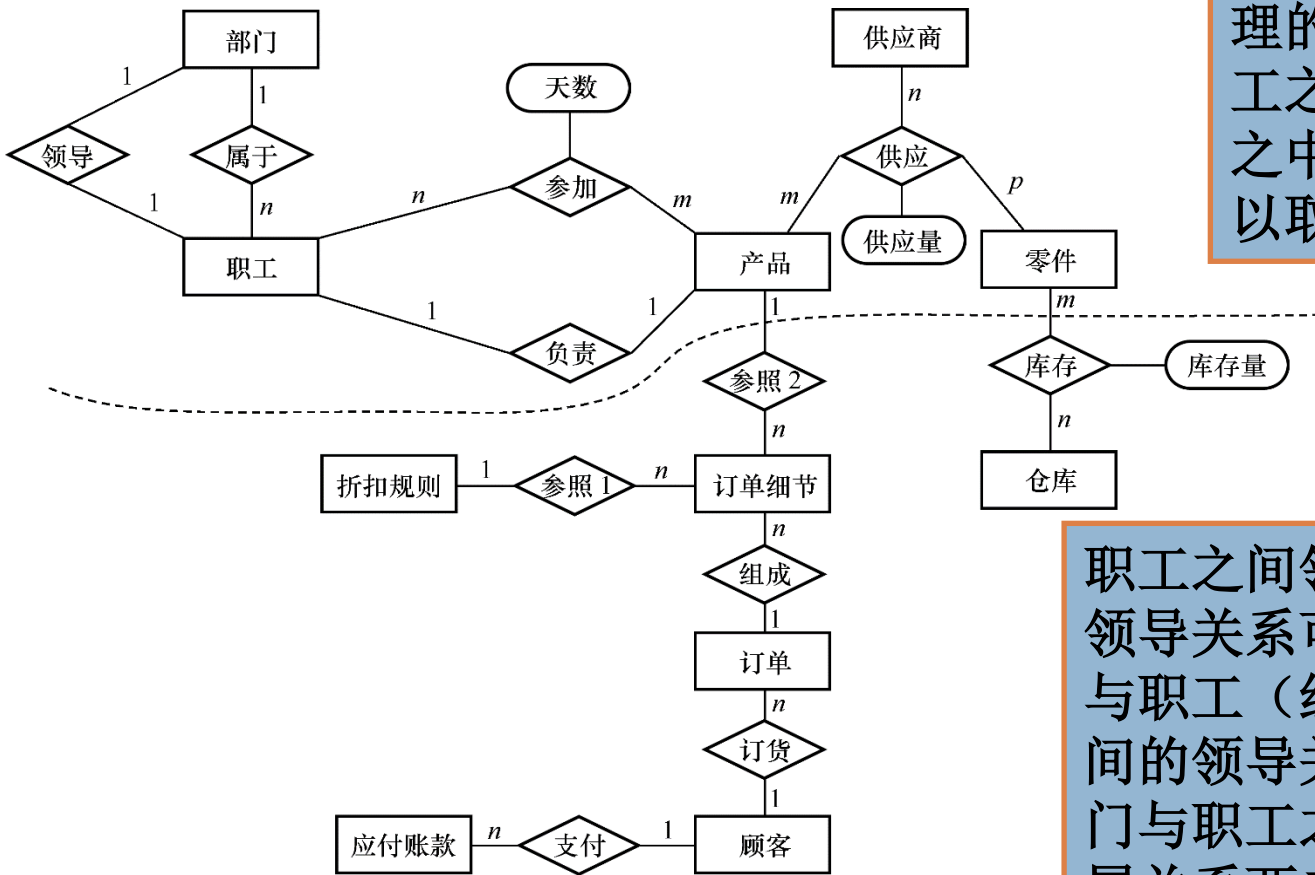 部门
供应商
理的
工之
之中
以职
1
1
天数
n
领导
属于
参加
供应
1
n
n
m
m
p
供应量
职工
产品
零件
1
1
1
m
负责
参照 2
库存
库存量
n
n
折扣规则
1
参照 1
n
订单细节
仓库
n
组成
1
订单
n
订货
1
应付账款
n
支付
1
顾客
职工之间
领导关系
与职工（
间的领导
门与职工